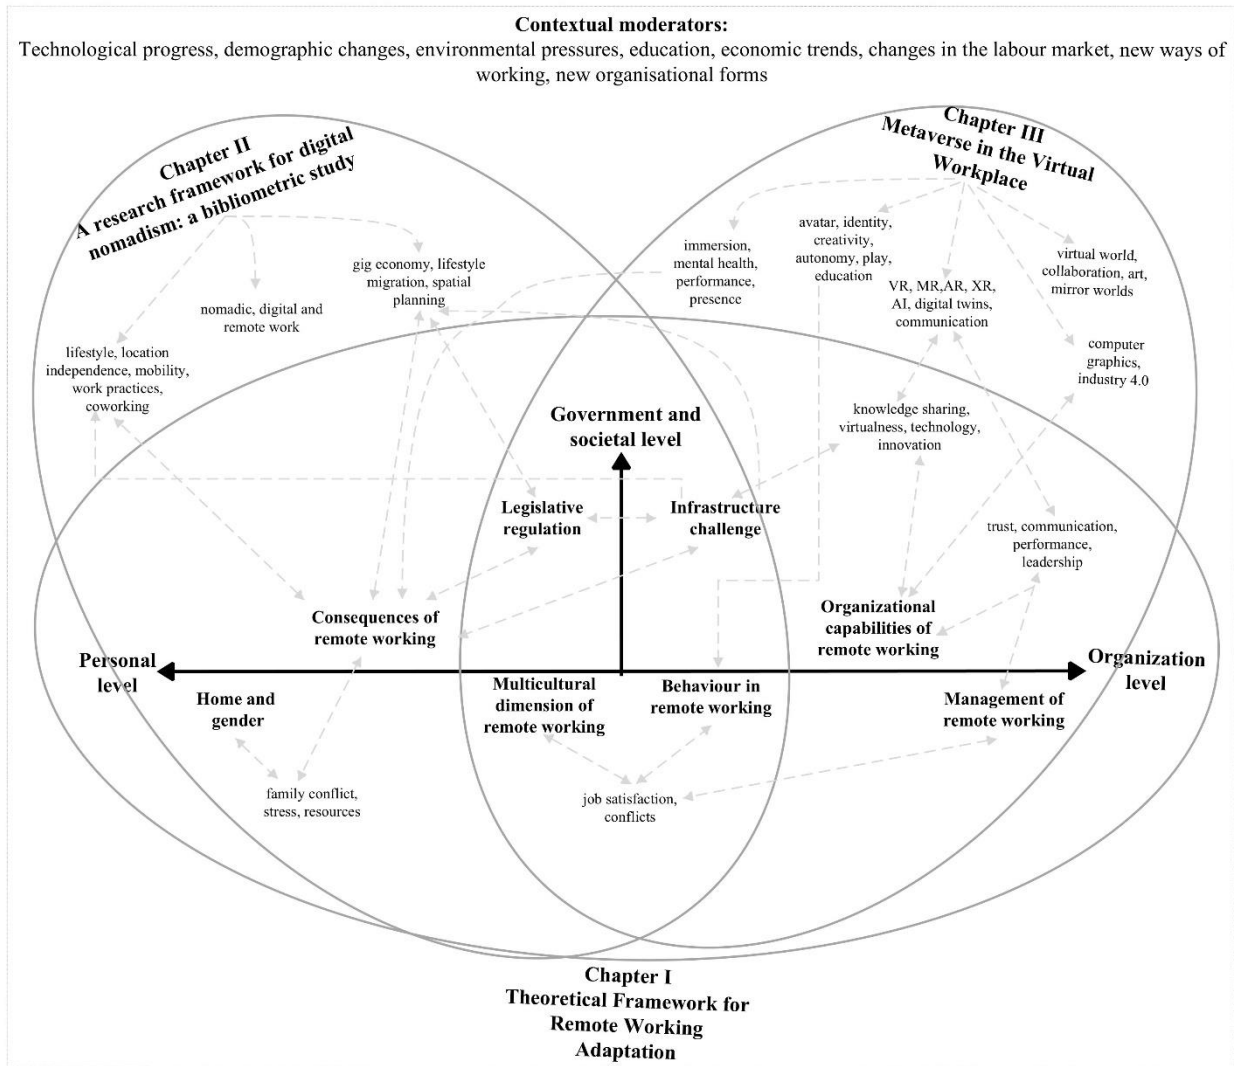 Contextual moderators:
Technological progress, demographic changes, environmental pressures, education, economic trends, changes in the labour market, new ways of
working, new organisational forms
Chapter II
A research framework for digital
nomadism: a bibliometric study
Chapter III
Metaverse in the Virtual
Workplace
gig economy, lifestyle
migration, spatial
planning
nomadic, digital and
remote work
lifestyle, location
independence, mobility,
work practices,
coworking
immersion,
mental health,
performance,
presence
avatar, identity,
creativity,
autonomy, play,
education
VR, MR,AR, XR,
AI, digital twins,
communication
virtual world,
collaboration, art,
mirror worlds
computer
graphics,
industry 4.0
knowledge sharing,
virtualness, technology,
innovation
Government and
societal level
Legislative
regulation
Infrastructure
challenge
trust, communication,
performance,
leadership
Consequences of
remote working
Organizational
capabilities of
remote working
Personal
level
Organization
level
Home and
gender
Multicultural
dimension of
remote working
Behaviour in
remote working
Management of
remote working
family conflict,
stress, resources
job satisfaction,
conflicts
Chapter I
Theoretical Framework for
Remote Working
Adaptation